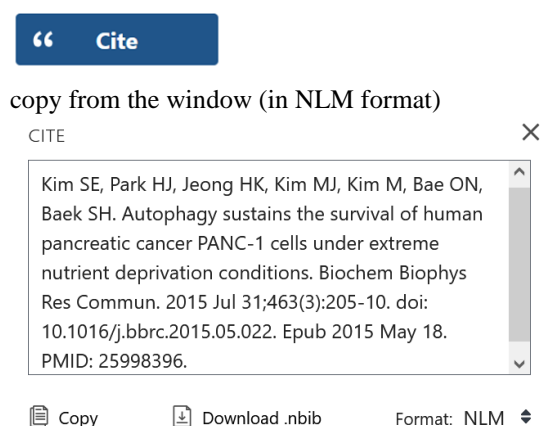 “ Cite
copy from the window (in NLM format)
CITE
Kim SE, Park HJ, Jeong HK, Kim MJ, Kim M, Bae ON,
Baek SH. Autophagy sustains the survival of human
pancreatic cancer PANC-1 cells under extreme
nutrient deprivation conditions. Biochem Biophys
Res Commun. 2015 Jul 31;463(3):205-10. doi:
10.1016/j.bbrc.2015.05.022. Epub 2015 May 18.
PMID: 25998396.
Copy Download .nbib Format: NLM